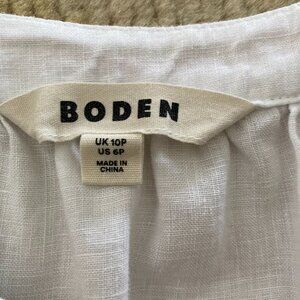 BODEN
UK 10P
US 6P
MADE IN
CHINA